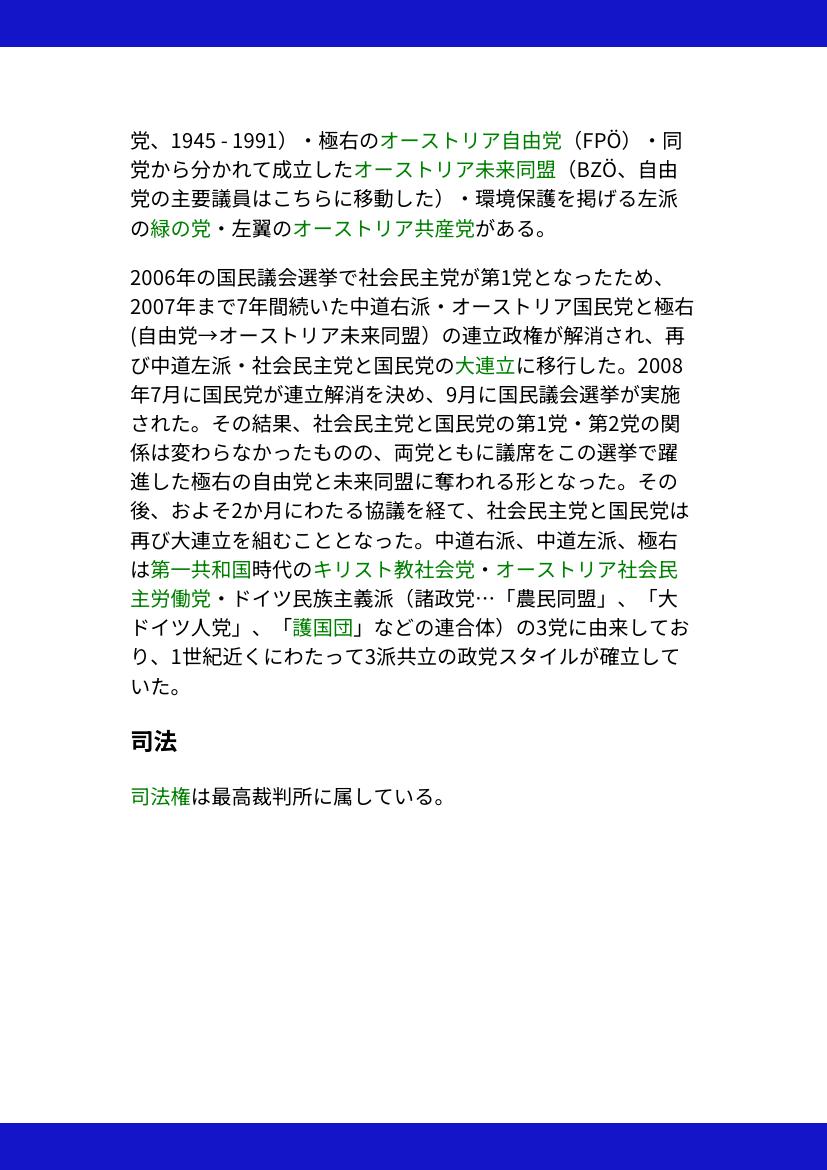 党、1945 - 1991）・極右のオーストリア自由党（FPÖ）・同
党から分かれて成立したオーストリア未来同盟（BZÖ、自由
党の主要議員はこちらに移動した）・環境保護を掲げる左派
の緑の党・左翼のオーストリア共産党がある。
2006年の国民議会選挙で社会民主党が第1党となったため、
2007年まで7年間続いた中道右派・オーストリア国民党と極右
(自由党→オーストリア未来同盟）の連立政権が解消され、再
び中道左派・社会民主党と国民党の大連立に移行した。2008
年7月に国民党が連立解消を決め、9月に国民議会選挙が実施
された。その結果、社会民主党と国民党の第1党・第2党の関
係は変わらなかったものの、両党ともに議席をこの選挙で躍
進した極右の自由党と未来同盟に奪われる形となった。その
後、およそ2か月にわたる協議を経て、社会民主党と国民党は
再び大連立を組むこととなった。中道右派、中道左派、極右
は第一共和国時代のキリスト教社会党・オーストリア社会民
主労働党・ドイツ民族主義派（諸政党…「農民同盟」、「大
ドイツ人党」、「護国団」などの連合体）の3党に由来してお
り、1世紀近くにわたって3派共立の政党スタイルが確立して
いた。
司法
司法権は最高裁判所に属している。